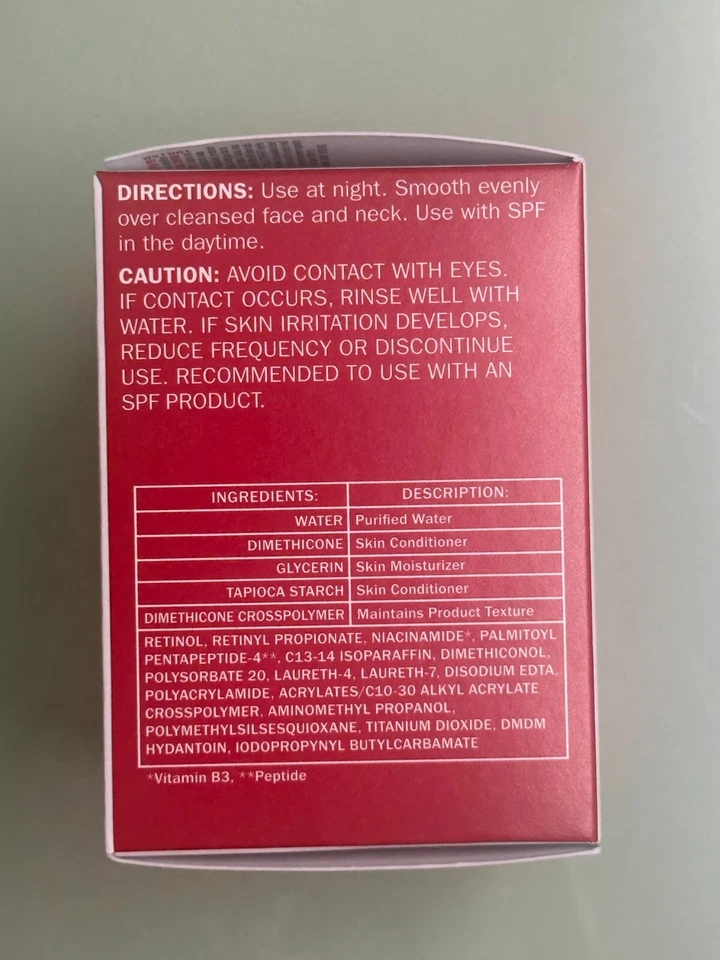 DIRECTIONS: Use at night. Smooth evenly
over cleansed face and neck. Use with SPF
in the daytime.
CAUTION: AVOID CONTACT WITH EYES.
IF CONTACT OCCURS, RINSE WELL WITH
WATER. IF SKIN IRRITATION DEVELOPS,
REDUCE FREQUENCY OR DISCONTINUE
USE. RECOMMENDED TO USE WITH AN
SPF PRODUCT.
INGREDIENTS: DESCRIPTION:
WATER Purified Water
DIMETHICONE Skin Conditioner
GLYCERIN Skin Moisturizer
TAPIOCA STARCH Skin Conditioner
DIMETHICONE CROSSPOLYMER Maintains Product Texture
RETINOL, RETINYL PROPIONATE, NIACINAMIDE*, PALMITOYL
PENTAPEPTIDE-4**, C13-14 ISOPARAFFIN, DIMETHICONOL,
POLYSORBATE 20, LAURETH-4, LAURETH-7, DISODIUM EDTA,
POLYACRYLAMIDE, ACRYLATES/C10-30 ALKYL ACRYLATE
CROSSPOLYMER, AMINOMETHYL PROPANOL,
POLYMETHYLSILSESQUIOXANE, TITANIUM DIOXIDE, DMDM
HYDANTOIN, IODOPROPYNYL BUTYLCARBAMATE
*Vitamin B3, **Peptide